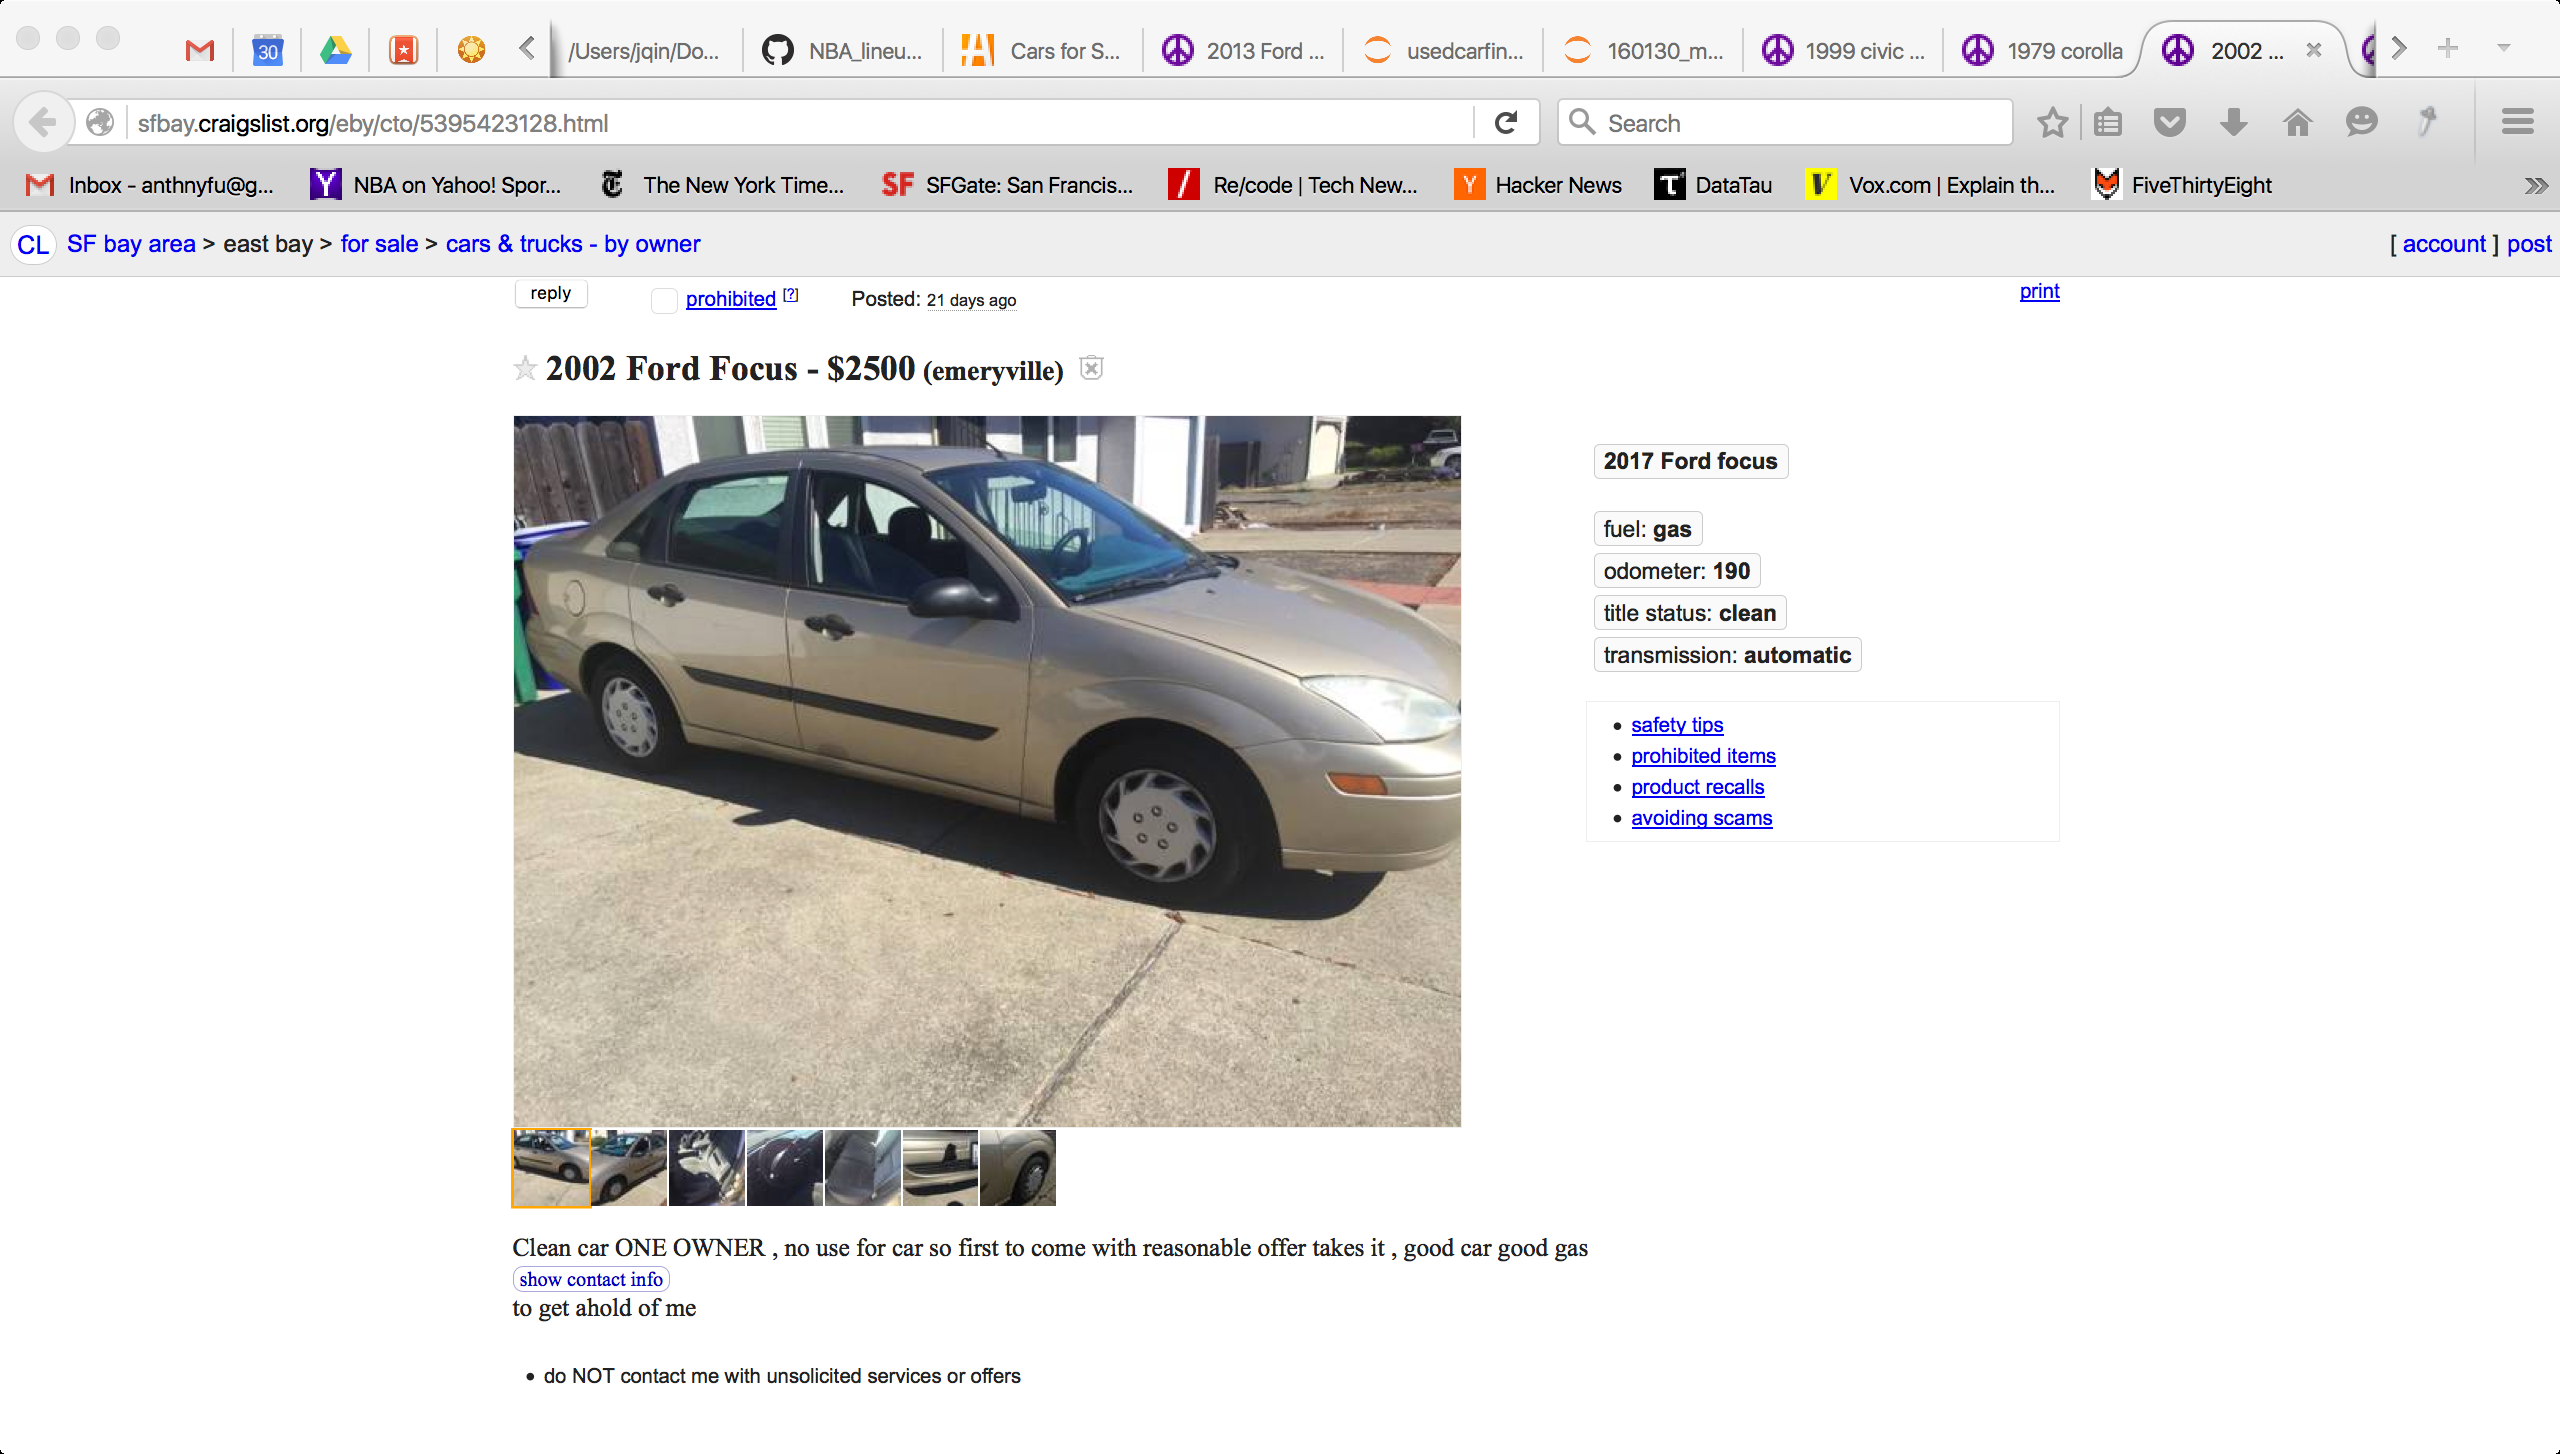 30
/Users/jqin/Do...
NBA_lineu...
Cars for S...
2013 Ford ...
usedcarfin...
160130_m...
1999 civic ...
1979 corolla
2002 ...
sfbay.craigslist.org/eby/cto/5395423128.html
Search
Inbox - anthnyfu@g...
Y NBA on Yahoo! Spor...
The New York Time...
SF SFGate: San Francis...
Re/code | Tech New...
Y Hacker News
DataTau
V Vox.com | Explain th...
FiveThirtyEight
CL SF bay area > east bay > for sale > cars & trucks - by owner
[ account ] post
reply
prohibited [?]
Posted: 21 days ago
print
2002 Ford Focus - $2500 (emeryville)
2017 Ford focus
fuel: gas
odometer: 190
title status: clean
transmission: automatic
• safety tips
• prohibited items
• product recalls
• avoiding scams
Clean car ONE OWNER , no use for car so first to come with reasonable offer takes it , good car good gas
show contact info
to get ahold of me
• do NOT contact me with unsolicited services or offers